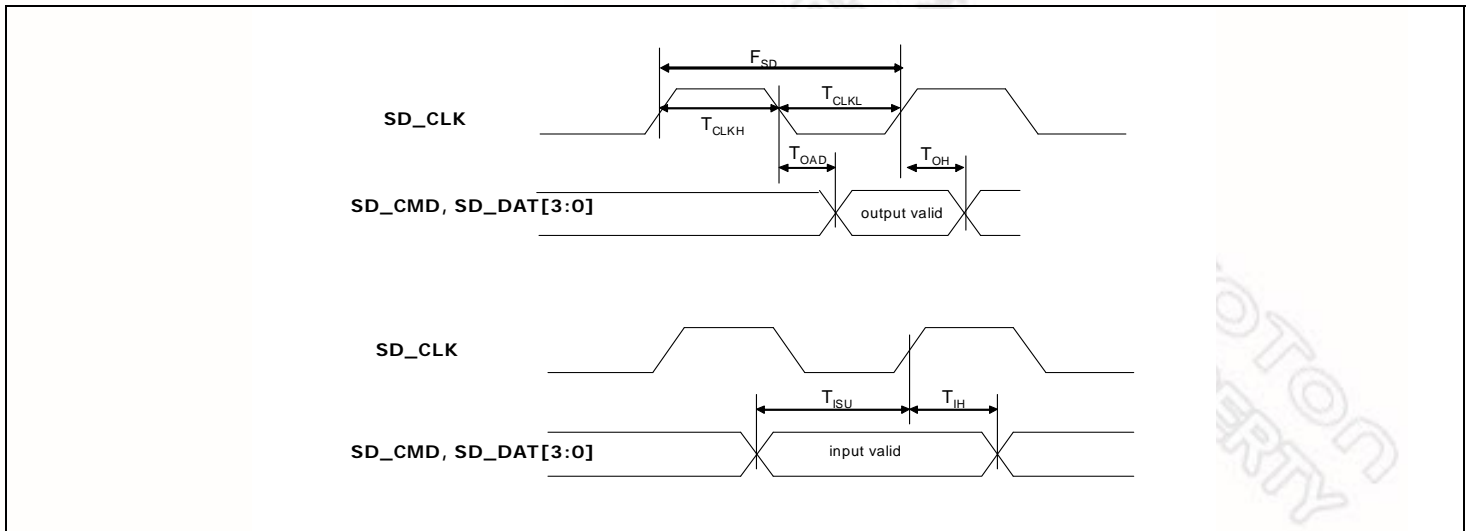 F_SD
SD_CLK
T_CLKL
T_CLKH
T_OAD
T_OH
SD_CMD, SD_DAT[3:0]
output valid
SD_CLK
T_ISU
T_IH
SD_CMD, SD_DAT[3:0]
input valid